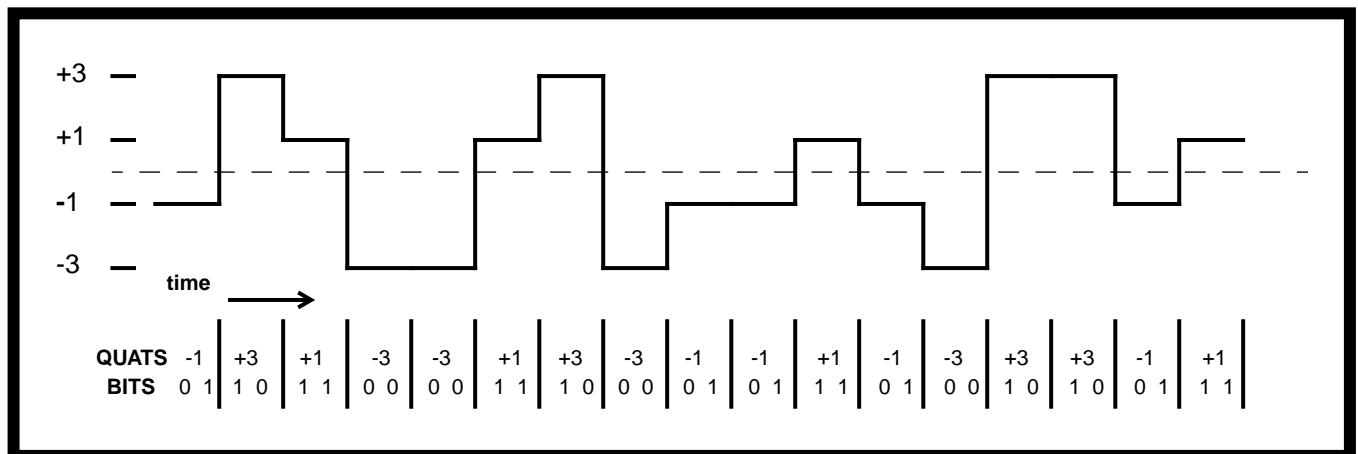 +3
+1
-1
-3
time
QUATS -1 +3 +1 -3 -3 +1 +3 -3 -1 -1 +1 -1 -3 +3 +3 -1 +1
BITS 0 1 1 0 1 1 0 0 0 0 1 1 1 0 0 0 0 1 0 1 1 1 0 1 0 0 1 0 1 0 0 1 1 1